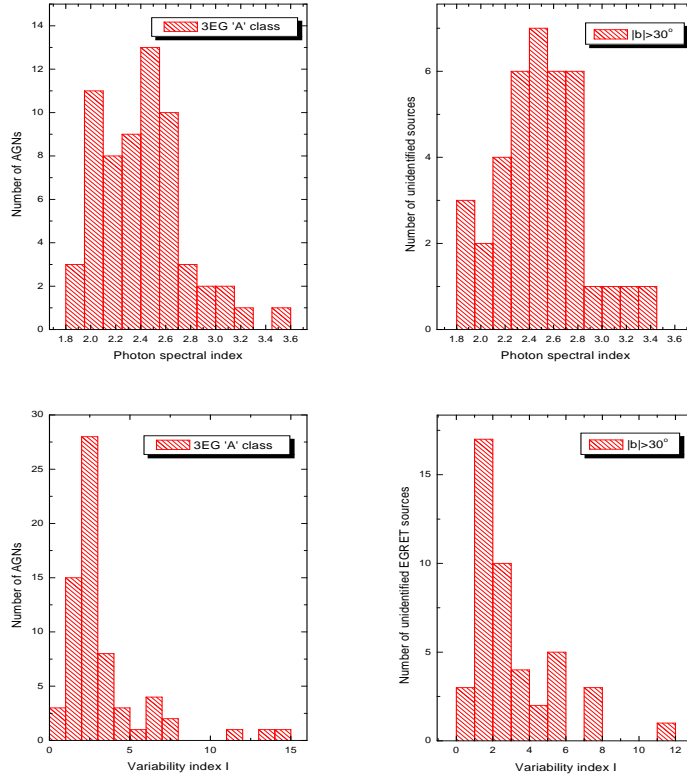 3EG 'A' class
14
12
10
8
6
4
2
0
Number of AGNs
1.8 2.0 2.2 2.4 2.6 2.8 3.0 3.2 3.4 3.6
Photon spectral index
|b|>30°
6
4
2
0
Number of unidentified sources
1.8 2.0 2.2 2.4 2.6 2.8 3.0 3.2 3.4 3.6
Photon spectral index
3EG 'A' class
30
25
20
15
10
5
0
Number of AGNs
0 5 10 15
Variability index I
|b|>30°
15
10
5
0
Number of unidentified EGRET sources
0 2 4 6 8 10 12
Variability index I